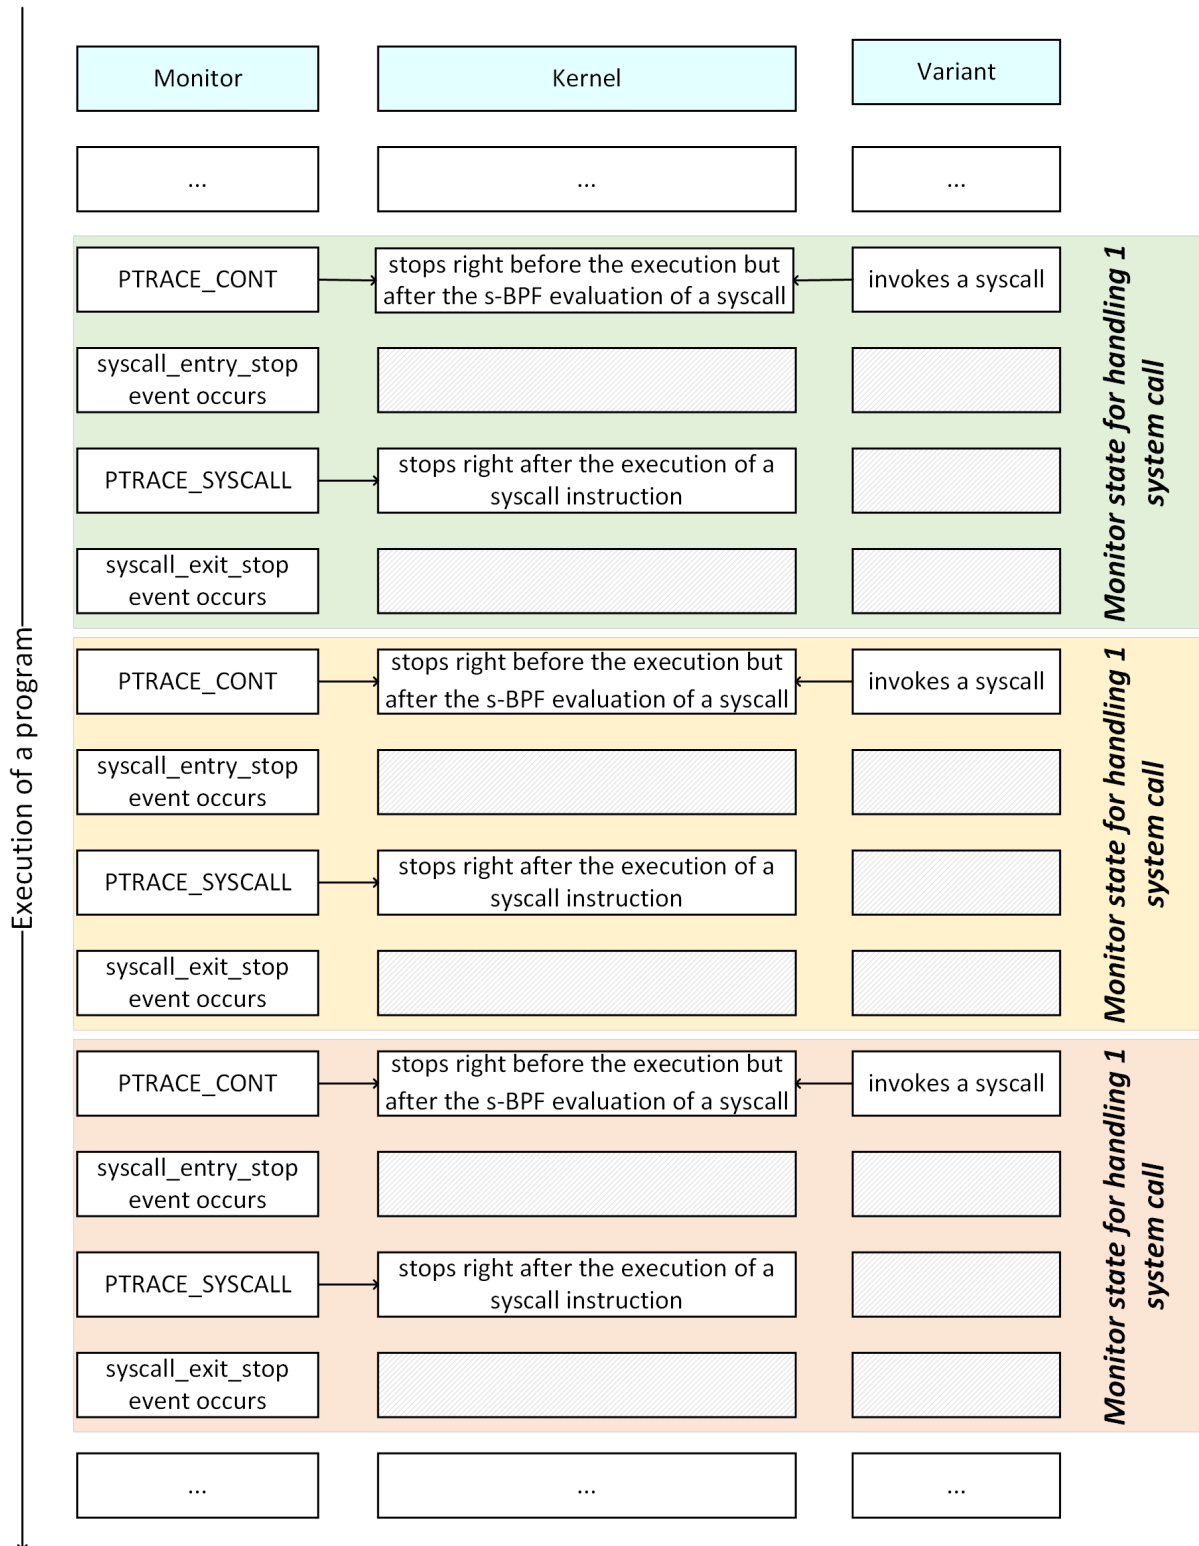 Monitor
Kernel
Variant
...
...
...
PTRACE_CONT
stops right before the execution but
after the s-BPF evaluation of a syscall
invokes a syscall
syscall_entry_stop
event occurs
PTRACE_SYSCALL
stops right after the execution of a
syscall instruction
syscall_exit_stop
event occurs
Monitor state for handling 1
system call
PTRACE_CONT
stops right before the execution but
after the s-BPF evaluation of a syscall
invokes a syscall
syscall_entry_stop
event occurs
PTRACE_SYSCALL
stops right after the execution of a
syscall instruction
syscall_exit_stop
event occurs
Monitor state for handling 1
system call
PTRACE_CONT
stops right before the execution but
after the s-BPF evaluation of a syscall
invokes a syscall
syscall_entry_stop
event occurs
PTRACE_SYSCALL
stops right after the execution of a
syscall instruction
syscall_exit_stop
event occurs
Monitor state for handling 1
system call
...
...
...
Execution of a program